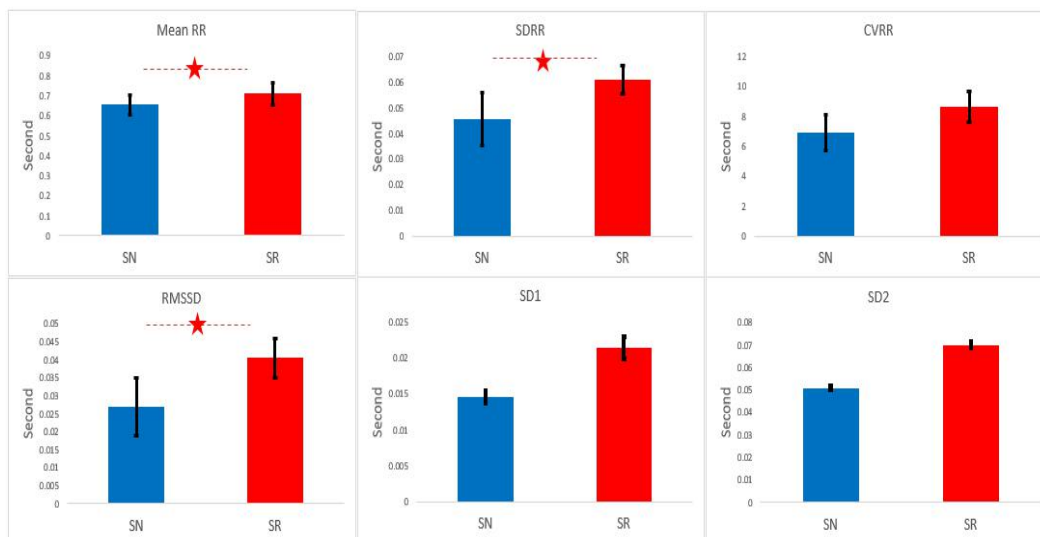 Mean RR
0.9
0.8
0.7
0.6
0.5
0.4
0.3
0.2
0.1
0
Second
SN SR
SDRR
0.07
0.06
0.05
0.04
0.03
0.02
0.01
0
Second
SN SR
CVRR
12
10
8
6
4
2
0
Second
SN SR
RMSSD
0.05
0.045
0.04
0.035
0.03
0.025
0.02
0.015
0.01
0.005
0
Second
SN SR
SD1
0.025
0.02
0.015
0.01
0.005
0
Second
SN SR
SD2
0.08
0.07
0.06
0.05
0.04
0.03
0.02
0.01
0
Second
SN SR